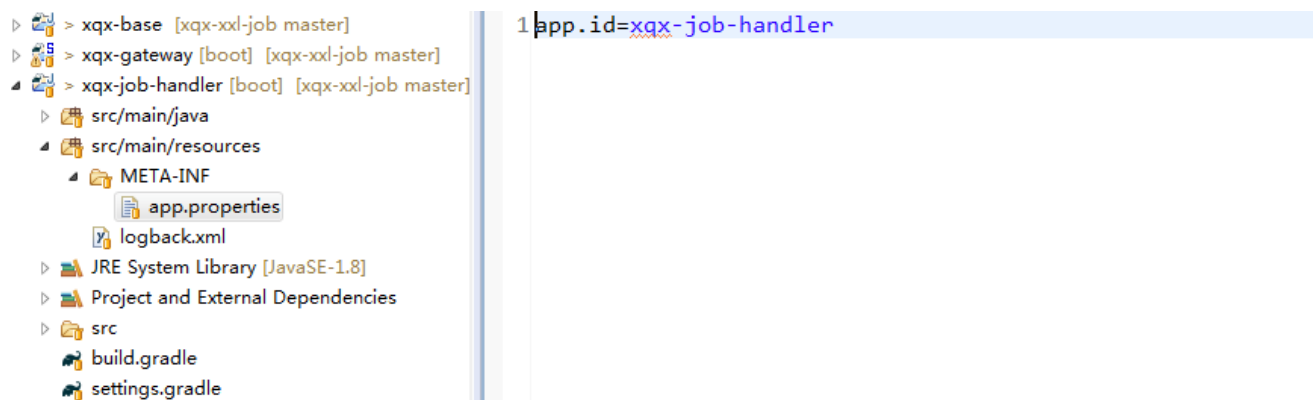 > xqx-base [xqx-xxl-job master]
> xqx-gateway [boot] [xqx-xxl-job master]
> xqx-job-handler [boot] [xqx-xxl-job master]
src/main/java
src/main/resources
META-INF
app.properties
logback.xml
JRE System Library [JavaSE-1.8]
Project and External Dependencies
src
build.gradle
settings.gradle
1 app.id=xqx-job-handler